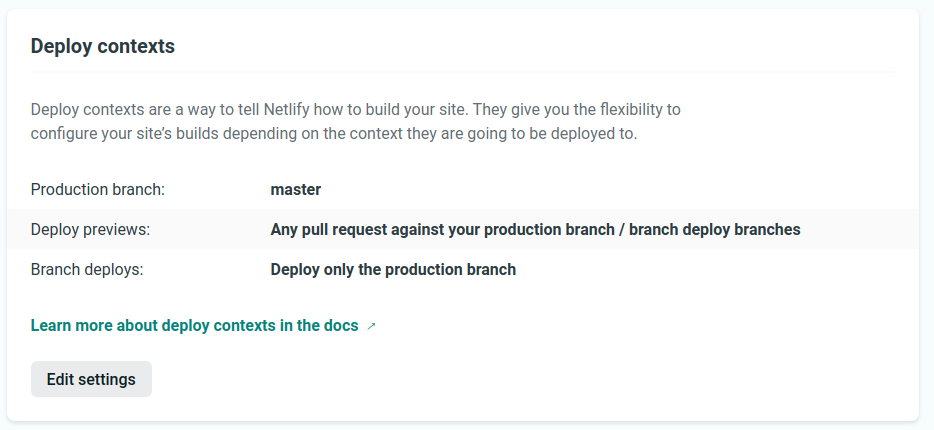 Deploy contexts
Deploy contexts are a way to tell Netlify how to build your site. They give you the flexibility to
configure your site’s builds depending on the context they are going to be deployed to.
Production branch: master
Deploy previews: Any pull request against your production branch / branch deploy branches
Branch deploys: Deploy only the production branch
Learn more about deploy contexts in the docs ↗
Edit settings